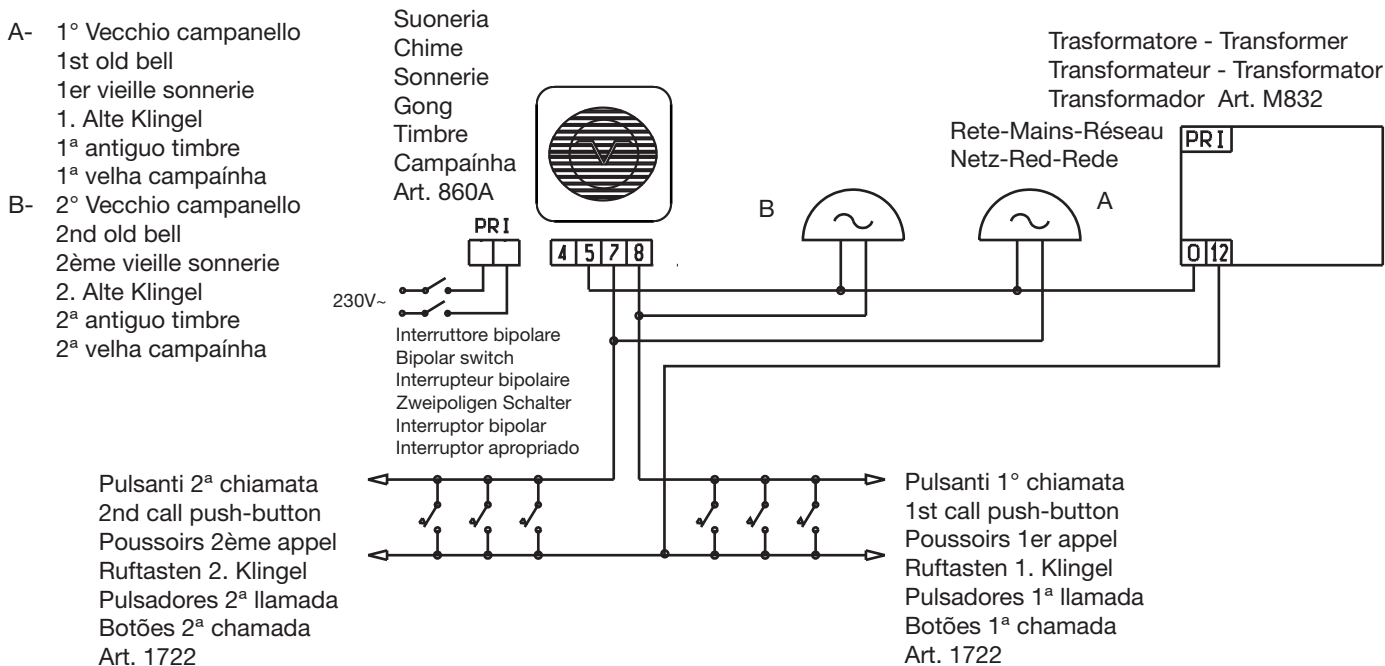 A- 1° Vecchio campanello
1st old bell
1er vieille sonnerie
1. Alte Klingel
1ª antiguo timbre
1ª velha campaínha
B- 2° Vecchio campanello
2nd old bell
2ème vieille sonnerie
2. Alte Klingel
2ª antiguo timbre
2ª velha campaínha
Suoneria
Chime
Sonnerie
Gong
Timbre
Campaínha
Art. 860A
PRI
4 5 7 8
230V~
Interruttore bipolare
Bipolar switch
Interrupteur bipolaire
Zweipoligen Schalter
Interruptor bipolar
Interruptor apropriado
B
A
Trasformatore - Transformer
Transformateur - Transformator
Transformador Art. M832
Rete-Mains-Réseau
Netz-Red-Rede
PRI
0 12
Pulsanti 2ª chiamata
2nd call push-button
Poussoirs 2ème appel
Ruftasten 2. Klingel
Pulsadores 2ª llamada
Botões 2ª chamada
Art. 1722
Pulsanti 1° chiamata
1st call push-button
Poussoirs 1er appel
Ruftasten 1. Klingel
Pulsadores 1ª llamada
Botões 1ª chamada
Art. 1722